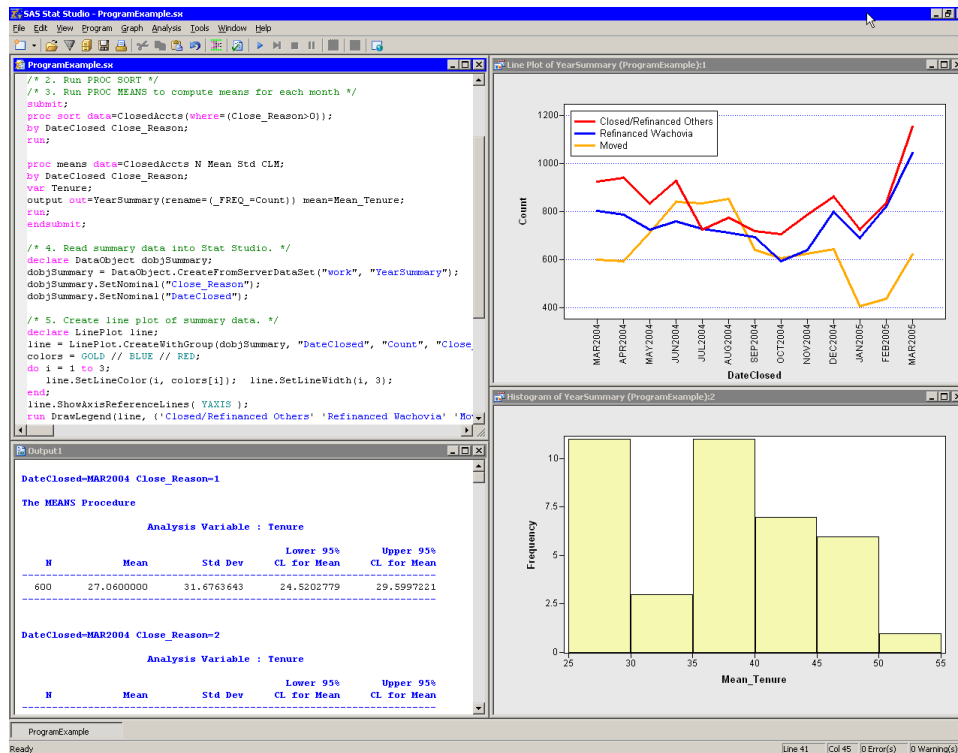 SAS Stat Studio - ProgramExample.sx
File Edit View Program Graph Analysis Tools Window Help
ProgramExample.sx
/* 2. Run PROC SORT */
/* 3. Run PROC MEANS to compute means for each month */
submit;
proc sort data=ClosedAccts(where=(Close_Reason>0));
by DateClosed Close_Reason;
run;
proc means data=ClosedAccts N Mean Std CLM;
by DateClosed Close_Reason;
var Tenure;
output out=YearSummary(rename=(_FREQ_=Count)) mean=Mean_Tenure;
run;
endsubmit;
/* 4. Read summary data into Stat Studio. */
declare DataObject dobjSummary;
dobjSummary = DataObject.CreateFromServerDataSet("work", "YearSummary");
dobjSummary.SetNominal("Close_Reason");
dobjSummary.SetNominal("DateClosed");
/* 5. Create line plot of summary data. */
declare LinePlot line;
line = LinePlot.CreateWithGroup(dobjSummary, "DateClosed", "Count", "Close_
colors = GOLD // BLUE // RED;
do i = 1 to 3;
line.SetLineColor(i, colors[i]); line.SetLineWidth(i, 3);
end;
line.ShowAxisReferenceLines( YAXIS );
run DrawLegend(line, {'Closed/Refinanced Others' 'Refinanced Wachovia' 'Mov
Output1
DateClosed=MAR2004 Close_Reason=1
The MEANS Procedure
Analysis Variable : Tenure
Lower 95% Upper 95%
N Mean Std Dev CL for Mean CL for Mean
600 27.0600000 31.6763643 24.5202779 29.5997221
DateClosed=MAR2004 Close_Reason=2
Analysis Variable : Tenure
Lower 95% Upper 95%
N Mean Std Dev CL for Mean CL for Mean
Line Plot of YearSummary (ProgramExample):1
Closed/Refinanced Others
Refinanced Wachovia
Moved
1200
1000
800
600
400
Count
MAR2004 APR2004 MAY2004 JUN2004 JUL2004 AUG2004 SEP2004 OCT2004 NOV2004 DEC2004 JAN2005 FEB2005 MAR2005
DateClosed
Histogram of YearSummary (ProgramExample):2
10
7.5
5
2.5
0
Frequency
25 30 35 40 45 50 55
Mean_Tenure
ProgramExample
Ready
Line 41 Col 45 0 Error(s) 0 Warning(s)